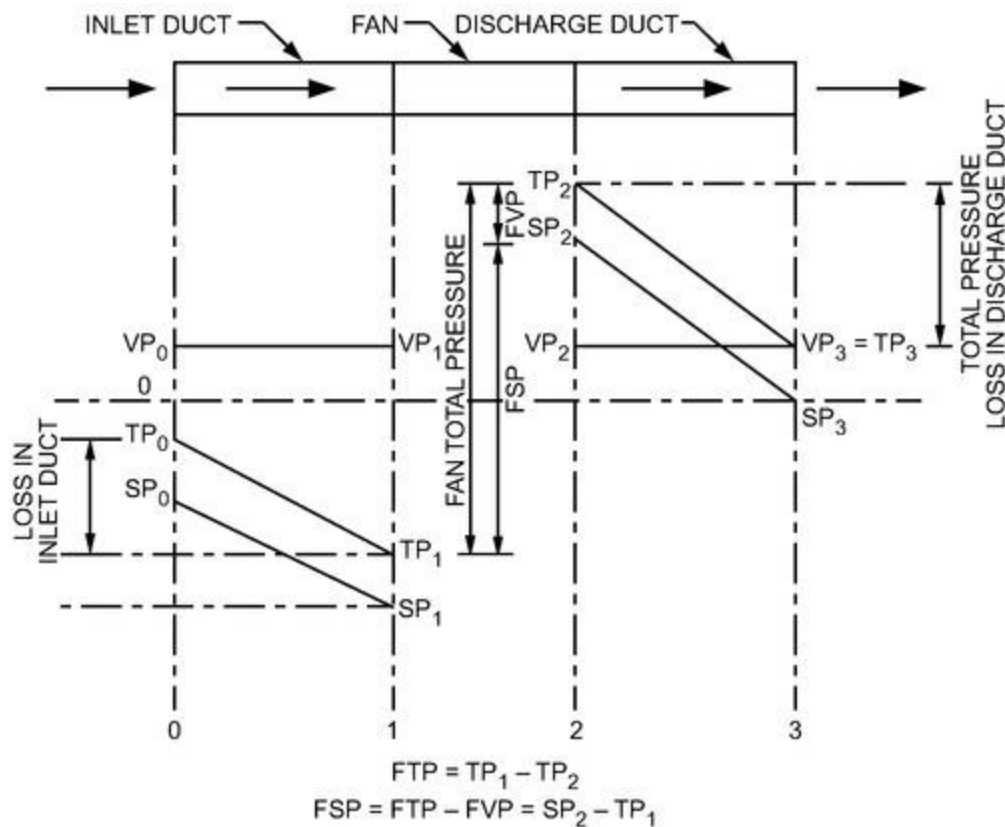 INLET DUCT
FAN
DISCHARGE DUCT
TP₂
SP₂
FVP
FSP
FAN TOTAL PRESSURE
TOTAL PRESSURE
LOSS IN DISCHARGE DUCT
VP₀
VP₁
VP₂
VP₃ = TP₃
0
SP₃
TP₀
SP₀
LOSS IN
INLET DUCT
TP₁
SP₁
0
1
2
3
FTP = TP₁ – TP₂
FSP = FTP – FVP = SP₂ – TP₁